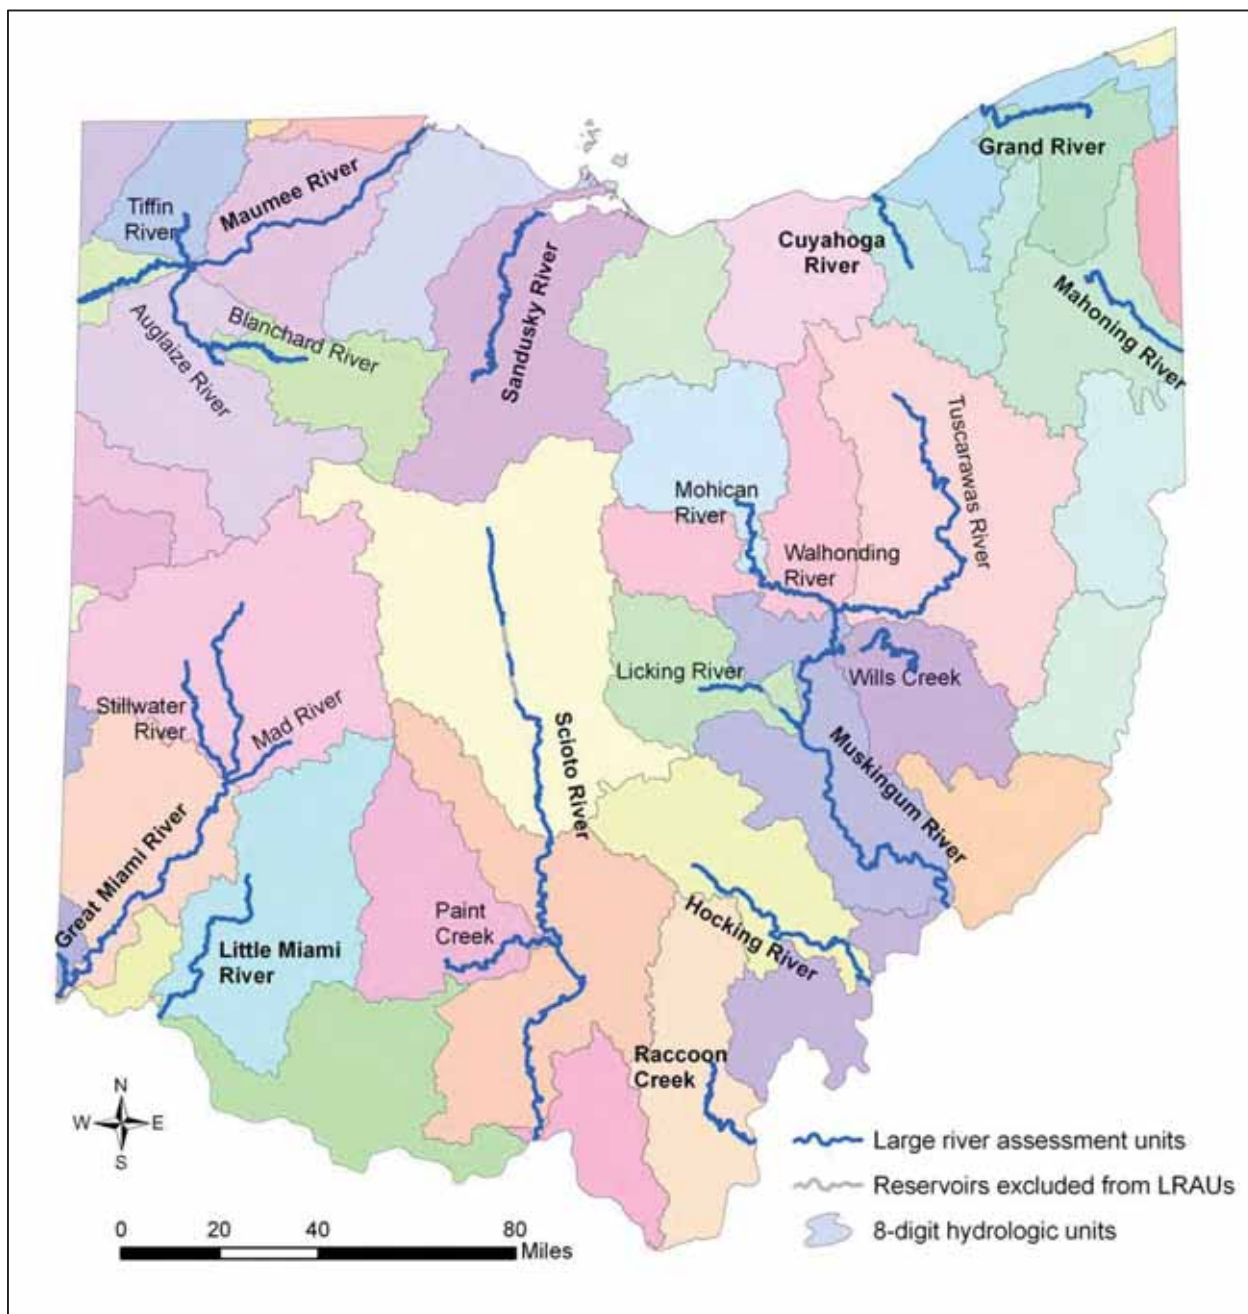 Grand River
Maumee River
Tiffin
River
Cuyahoga
River
Sandusky River
Mahoning River
Blanchard River
Auglaize River
Tuscarawas River
Mohican
River
Walhonding
River
Licking River
Wills Creek
Stillwater
River
Mad River
Scioto River
Muskingum River
Great Miami River
Paint
Creek
Hocking River
Little Miami
River
Raccoon
Creek
N
W E
S
Large river assessment units
Reservoirs excluded from LRAUs
8-digit hydrologic units
0 20 40 80
Miles